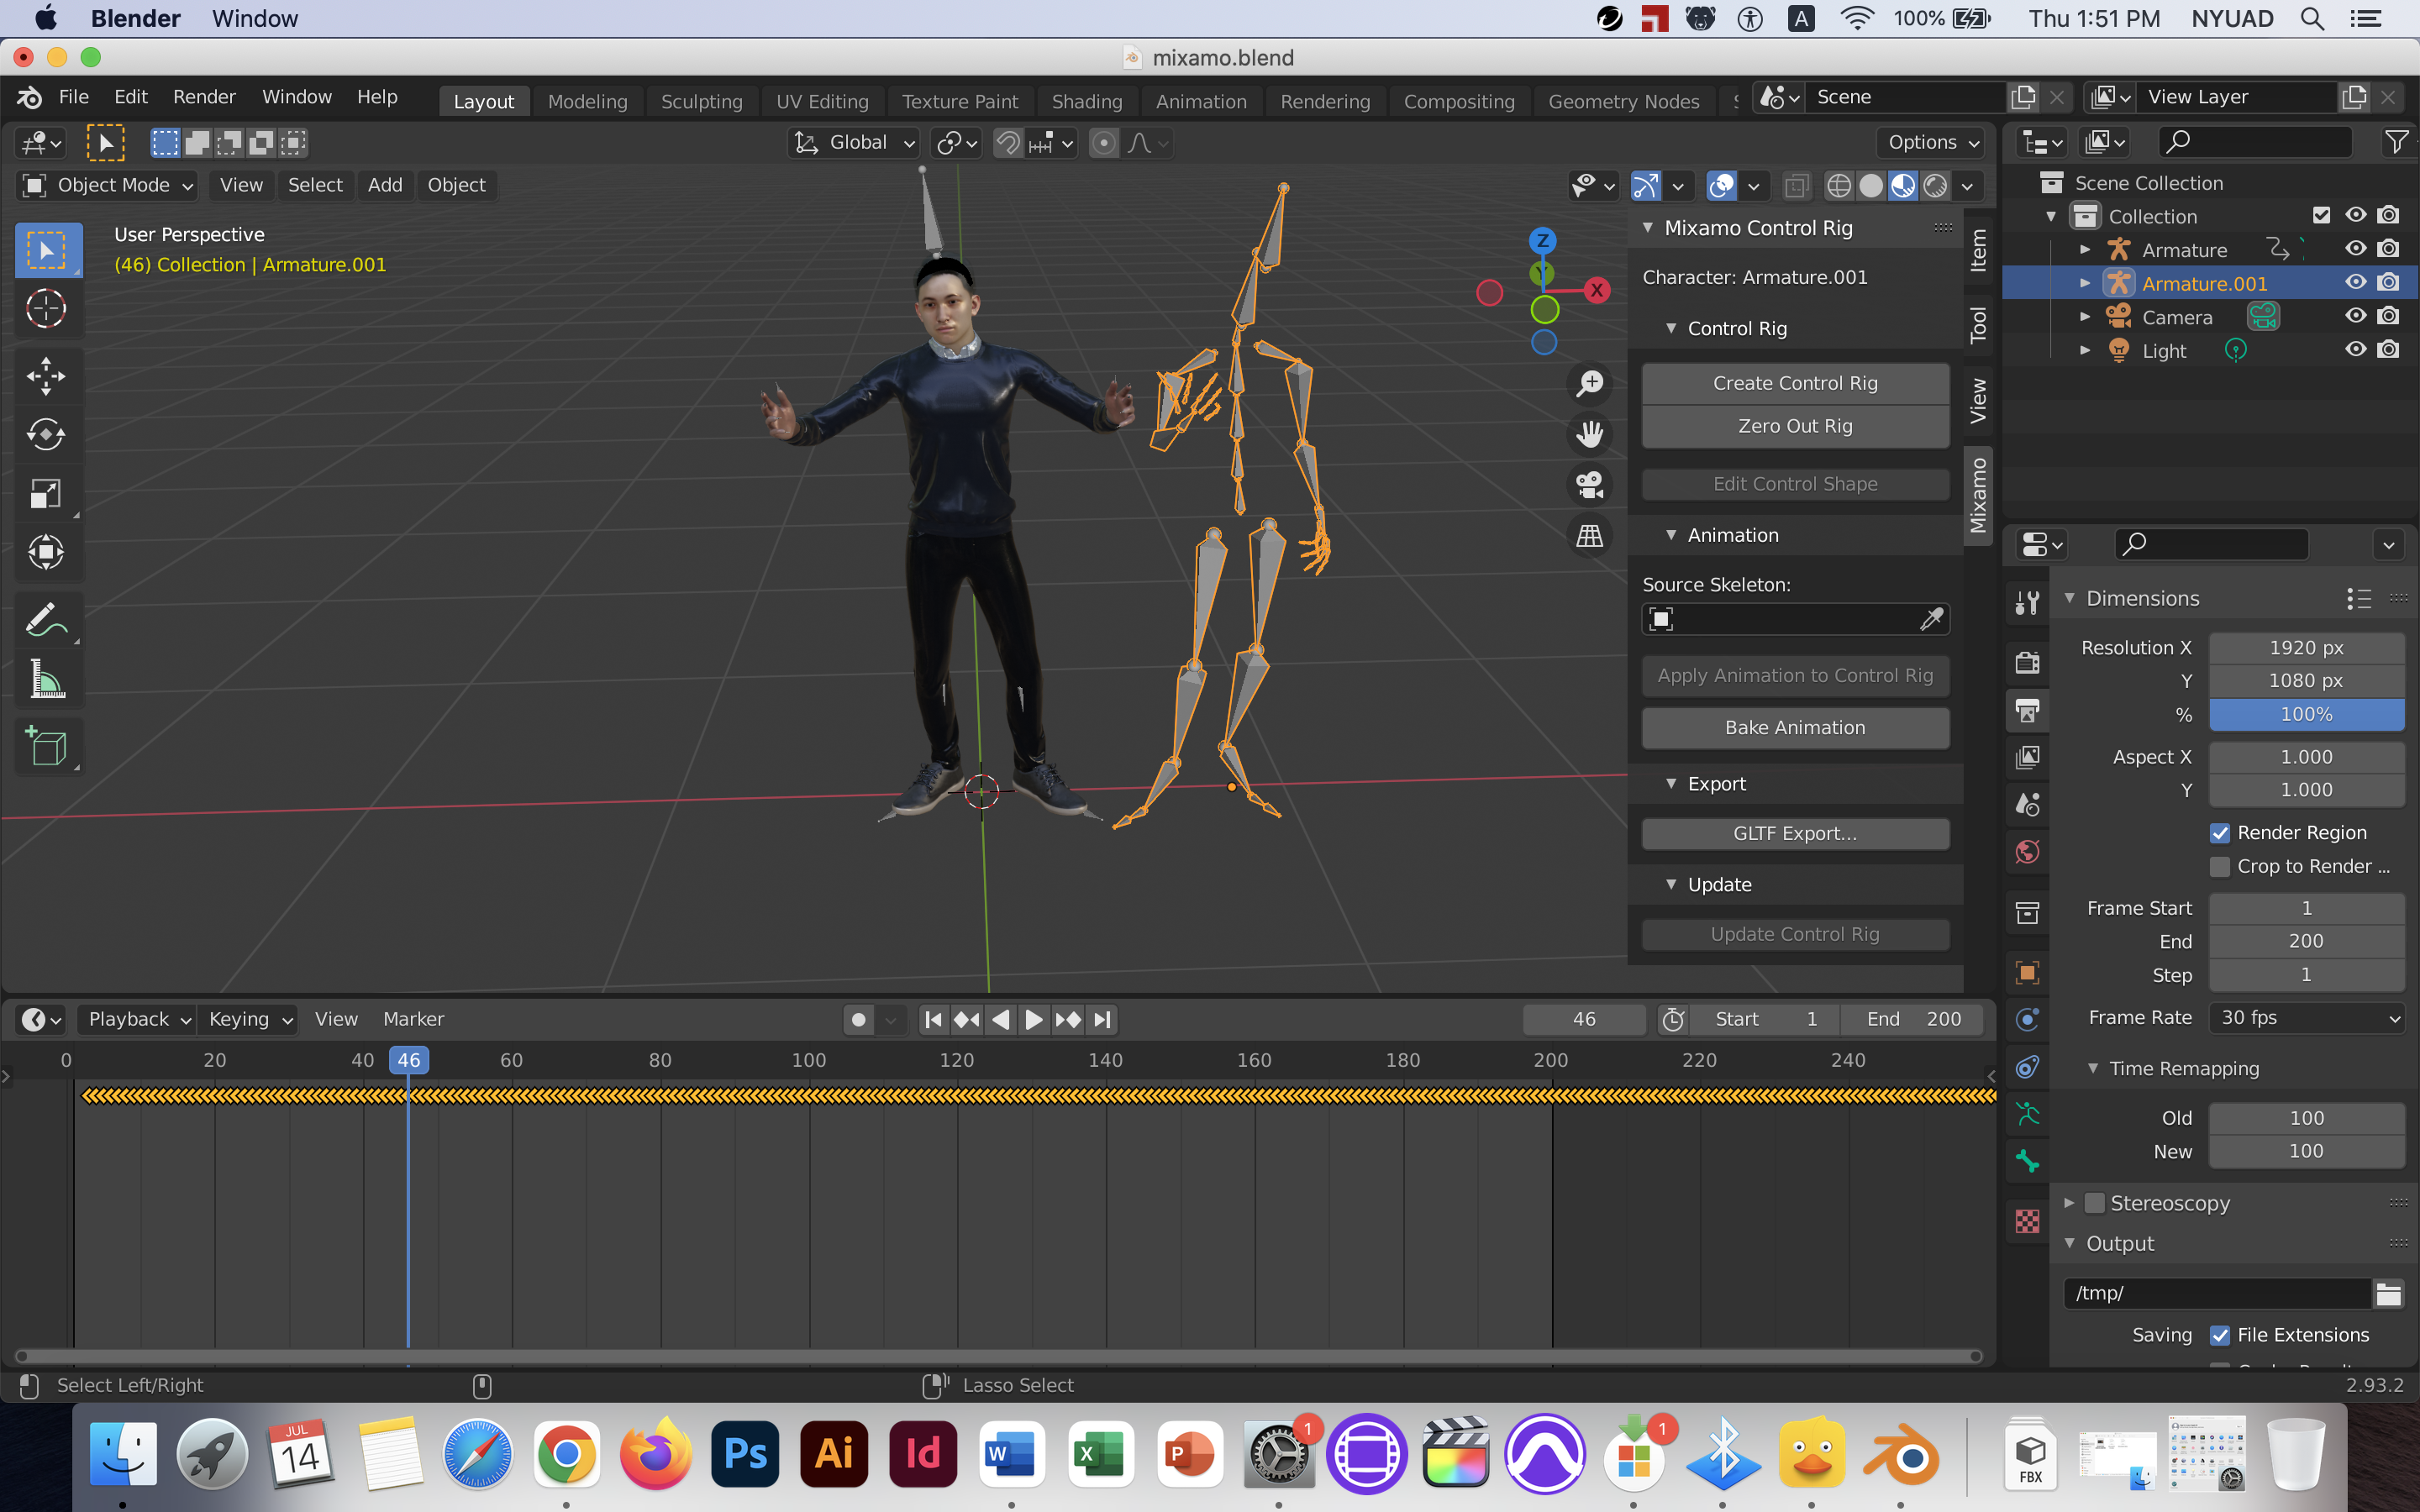 Blender Window
A 100% Thu 1:51 PM NYUAD
mixamo.blend
File Edit Render Window Help
Layout Modeling Sculpting UV Editing Texture Paint Shading Animation Rendering Compositing Geometry Nodes
Scene View Layer
Global Options
Object Mode View Select Add Object
User Perspective
(46) Collection | Armature.001
Z
Y
X
Mixamo Control Rig
Character: Armature.001
Control Rig
Create Control Rig
Zero Out Rig
Edit Control Shape
Animation
Source Skeleton:
Apply Animation to Control Rig
Bake Animation
Export
GLTF Export...
Update
Update Control Rig
Item
Tool
View
Mixamo
Scene Collection
Collection
Armature
Armature.001
Camera
Light
Dimensions
Resolution X 1920 px
Y 1080 px
% 100%
Aspect X 1.000
Y 1.000
Render Region
Crop to Render ...
Frame Start 1
End 200
Step 1
Frame Rate 30 fps
Time Remapping
Old 100
New 100
Stereoscopy
Output
/tmp/
Saving File Extensions
Playback Keying View Marker
46 Start 1 End 200
0 20 40 46 60 80 100 120 140 160 180 200 220 240
Select Left/Right Lasso Select 2.93.2
JUL
14
Ps
Ai
Id
W
X
P
1
1
FBX